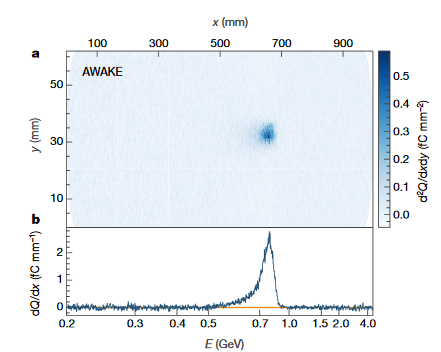 x (mm)
100 300 500 700 900
a
AWAKE
y (mm)
50
30
10
0.5
0.4
0.3
0.2
0.1
0.0
d²Q/dxdy (fC mm⁻²)
b
dQ/dx (fC mm⁻¹)
2
1
0
0.2 0.3 0.4 0.5 0.7 1.0 1.5 2.0 4.0
E (GeV)